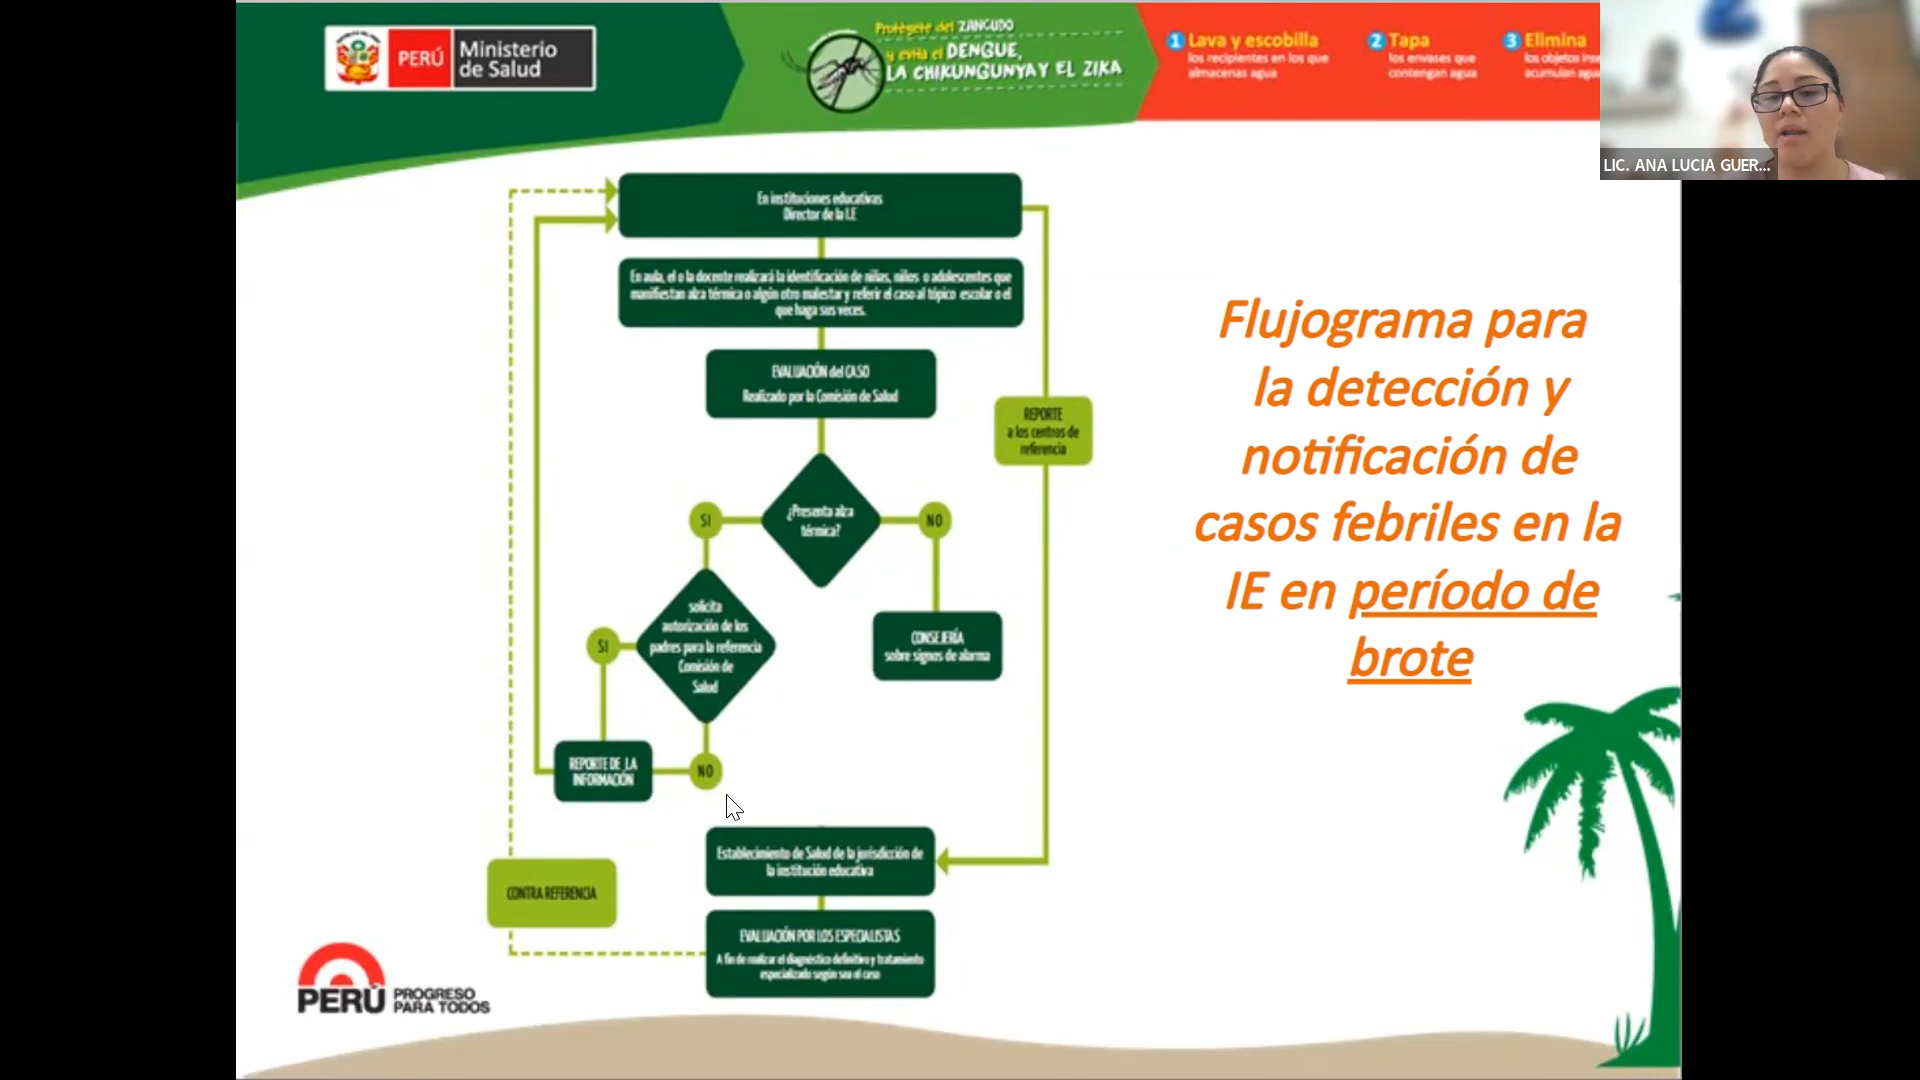 PERÚ
Ministerio
de Salud
Protégete del ZANCUDO
y evita el DENGUE,
LA CHIKUNGUNYA Y EL ZIKA
1 Lava y escobilla
los recipientes en los que
almacenas agua
2 Tapa
los envases que
contengan agua
3 Elimina
los objetos
acumulan
LIC. ANA LUCIA GUER...
En instituciones educativas
Director de la I.E
En aula, el o la docente realizará la identificación de niñas, niños o adolescentes que
manifiestan alza térmica o algún otro malestar y referir el caso al tópico escolar o el
que haga sus veces.
EVALUACIÓN del CASO
Realizado por la Comisión de Salud
REPORTE
a los centros de
referencia
¿Presenta alza
térmica?
SI
NO
solicita
autorización de los
padres para la referencia
Comisión de
Salud
SI
CONSEJERÍA
sobre signos de alarma
REPORTE DE LA
INFORMACIÓN
NO
Establecimiento de Salud de la jurisdicción de
la institución educativa
CONTRA REFERENCIA
EVALUACIÓN POR LOS ESPECIALISTAS
A fin de realizar el diagnóstico definitivo y tratamiento
especializado según sea el caso
Flujograma para
la detección y
notificación de
casos febriles en la
IE en período de
brote
PERÚ
PROGRESO
PARA TODOS